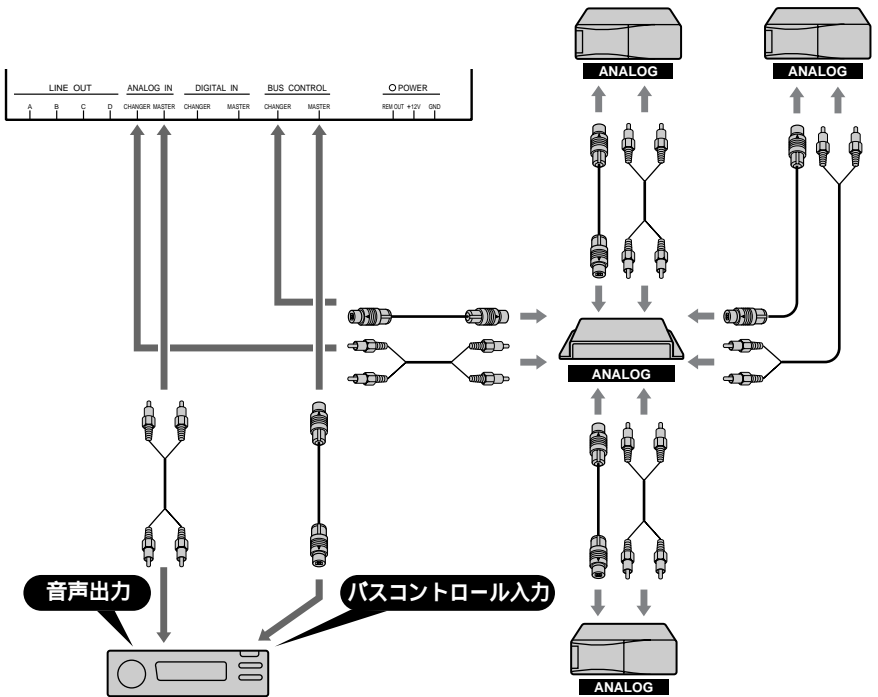 ANALOG
ANALOG
LINE OUT ANALOG IN DIGITAL IN BUS CONTROL POWER
A B C D CHANGER MASTER CHANGER MASTER CHANGER MASTER REM OUT +12V GND
ANALOG
音声出力
バスコントロール入力
ANALOG